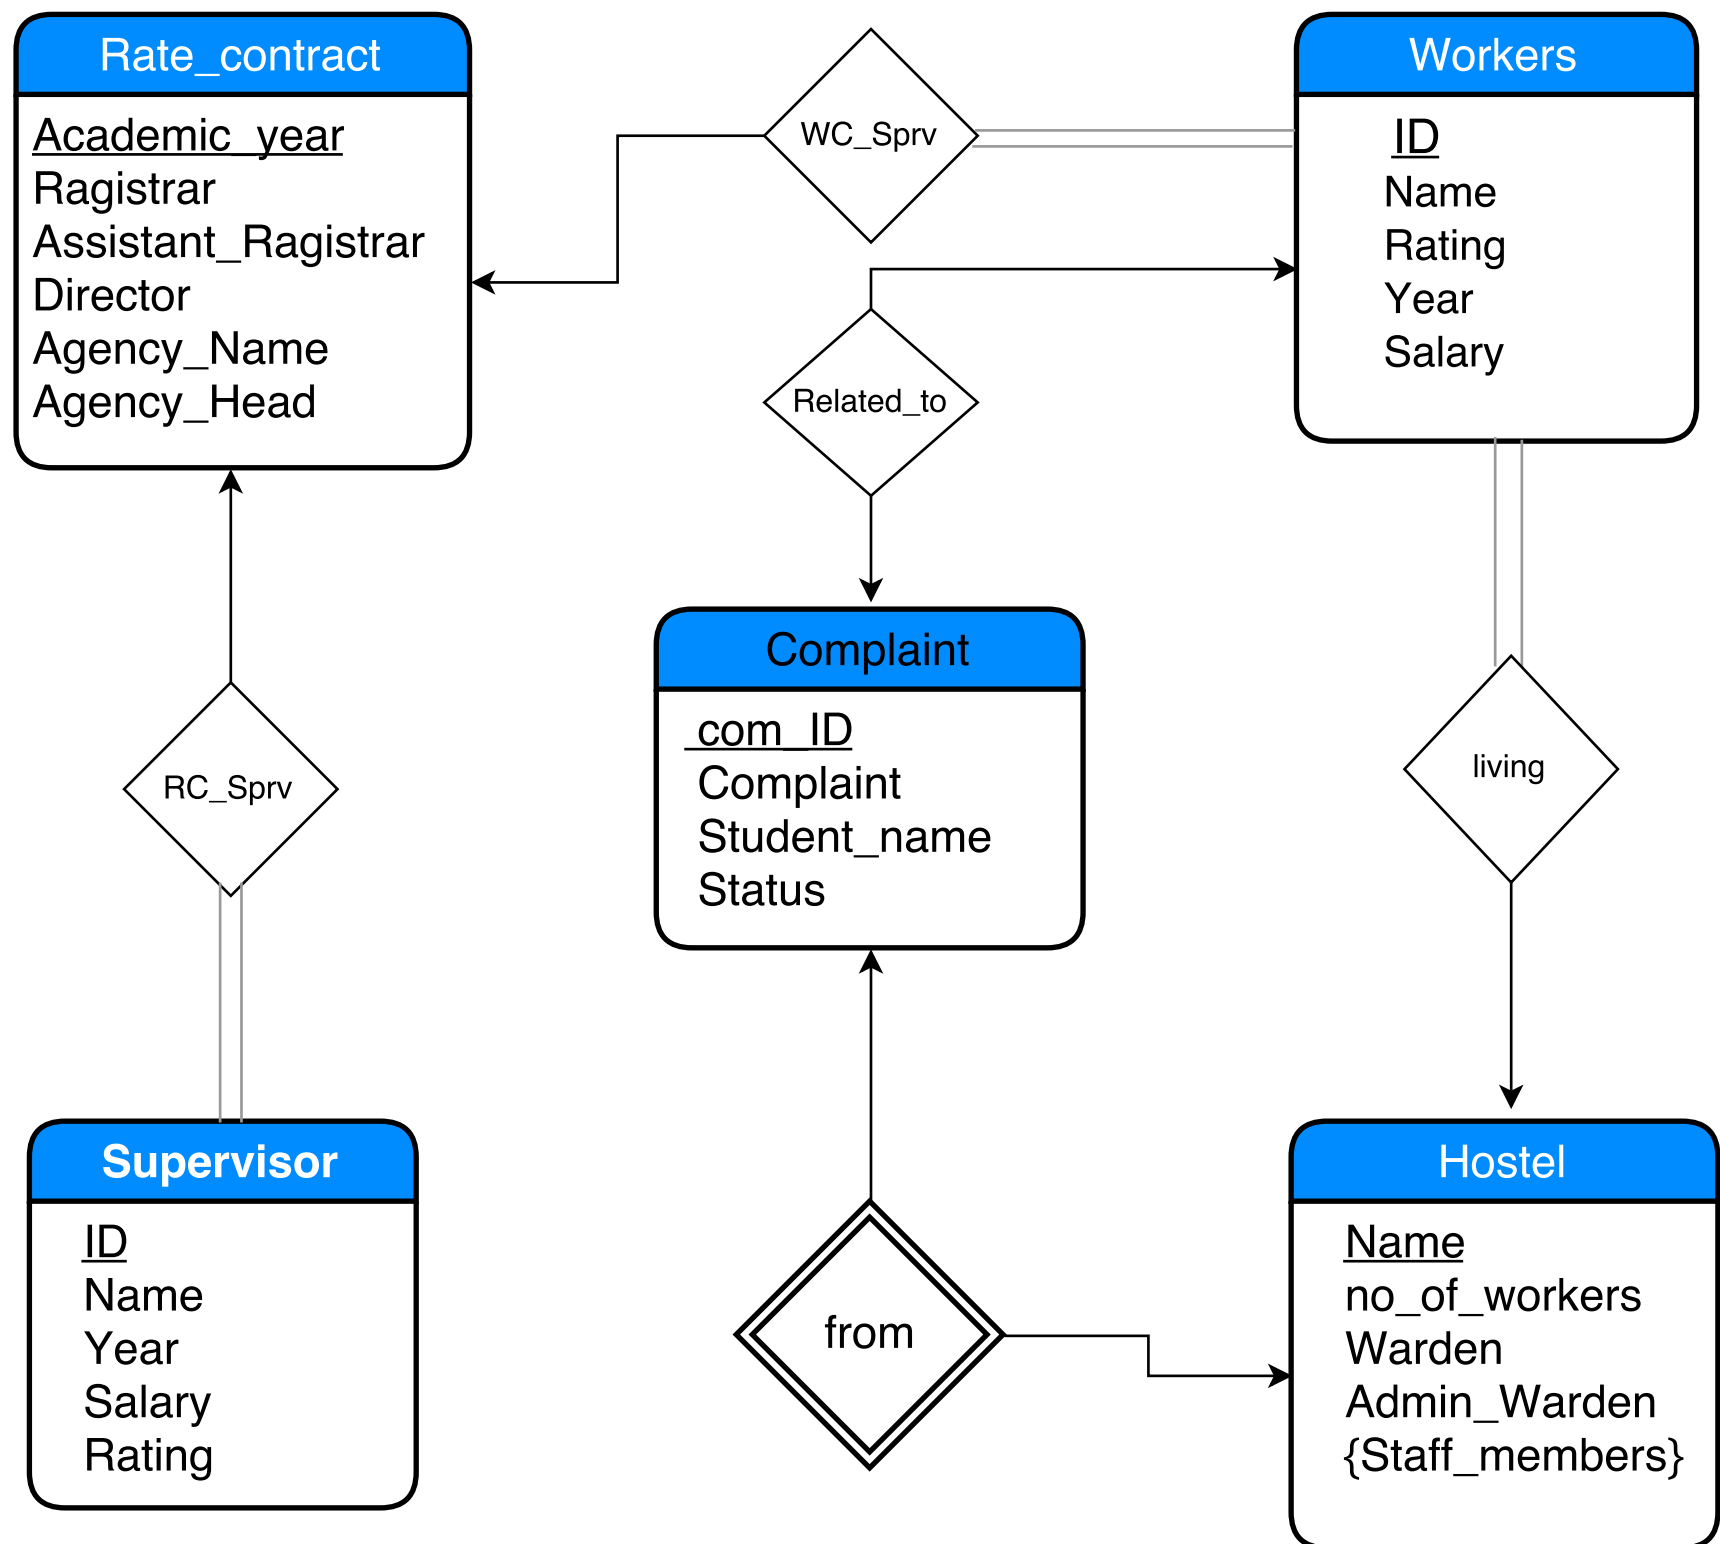 Rate_contract
Academic_year
Ragistrar
Assistant_Ragistrar
Director
Agency_Name
Agency_Head
WC_Sprv
Workers
ID
Name
Rating
Year
Salary
Related_to
Complaint
com_ID
Complaint
Student_name
Status
RC_Sprv
living
Supervisor
ID
Name
Year
Salary
Rating
from
Hostel
Name
no_of_workers
Warden
Admin_Warden
{Staff_members}